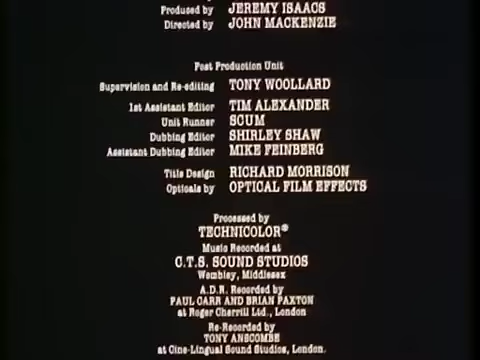 Produced by JEREMY ISAACS
Directed by JOHN MACKENZIE
Post Production Unit
Supervision and Re-editing TONY WOOLLARD
1st Assistant Editor TIM ALEXANDER
Unit Runner SCUM
Dubbing Editor SHIRLEY SHAW
Assistant Dubbing Editor MIKE FEINBERG
Title Design RICHARD MORRISON
Opticals by OPTICAL FILM EFFECTS
Processed by
TECHNICOLOR®
Music Recorded at
C.T.S. SOUND STUDIOS
Wembley, Middlesex
A.D.R. Recorded by
PAUL CARR AND BRIAN PAXTON
at Roger Cherrill Ltd., London
Re-Recorded by
TONY ANSCOMBE
at Cine-Lingual Sound Studios, London.